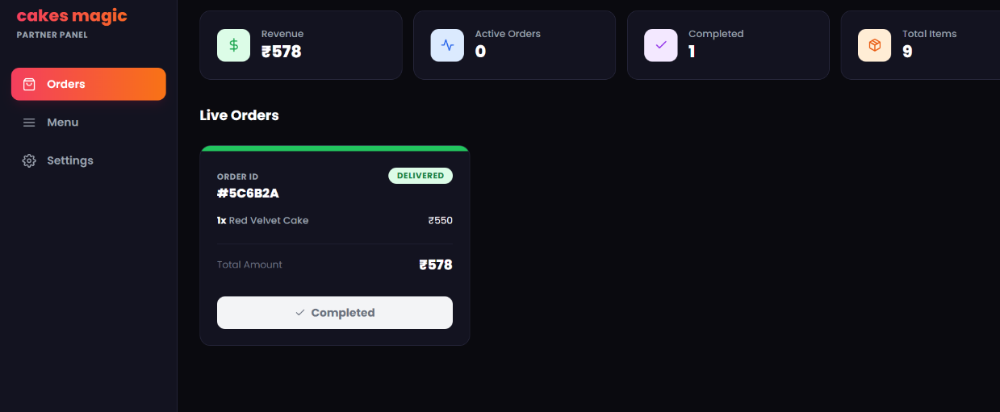 cakes magic
PARTNER PANEL
Orders
Menu
Settings
Revenue
₹578
Active Orders
0
Completed
1
Total Items
9
Live Orders
ORDER ID
DELIVERED
#5C6B2A
1x Red Velvet Cake ₹550
Total Amount ₹578
Completed